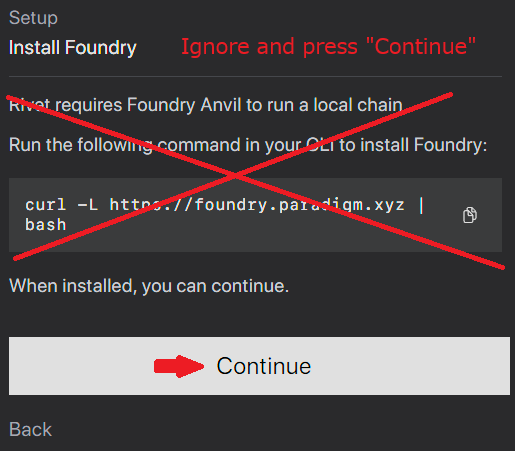 Setup
Install Foundry
Ignore and press "Continue"
Rivet requires Foundry Anvil to run a local chain
Run the following command in your CLI to install Foundry:
curl -L https://foundry.paradigm.xyz |
bash
When installed, you can continue.
Continue
Back